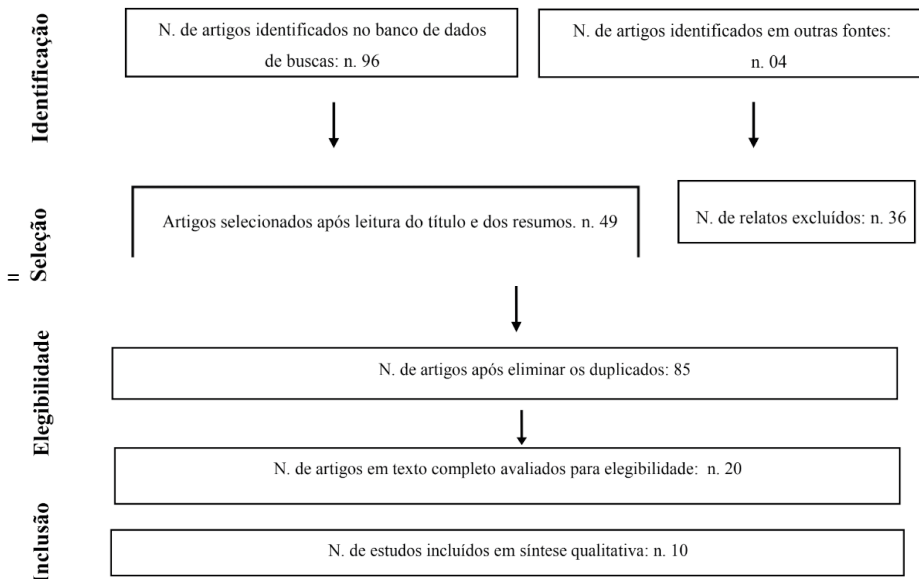 Identificação
N. de artigos identificados no banco de dados
de buscas: n. 96
N. de artigos identificados em outras fontes:
n. 04
Seleção
=
Artigos selecionados após leitura do título e dos resumos. n. 49
N. de relatos excluídos: n. 36
Elegibilidade
N. de artigos após eliminar os duplicados: 85
N. de artigos em texto completo avaliados para elegibilidade: n. 20
Inclusão
N. de estudos incluídos em síntese qualitativa: n. 10